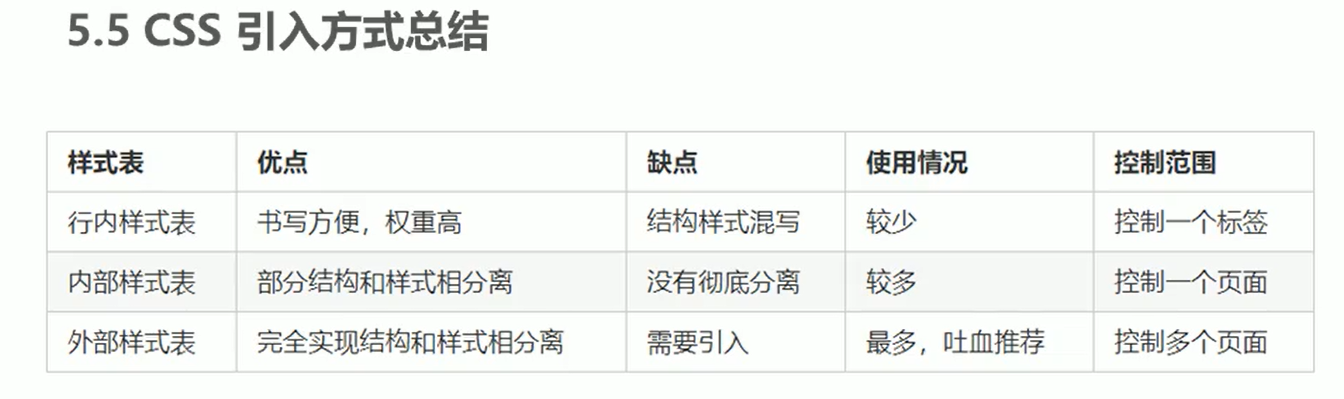 5.5 CSS 引入方式总结
样式表 优点 缺点 使用情况 控制范围
行内样式表 书写方便，权重高 结构样式混写 较少 控制一个标签
内部样式表 部分结构和样式相分离 没有彻底分离 较多 控制一个页面
外部样式表 完全实现结构和样式相分离 需要引入 最多，吐血推荐 控制多个页面